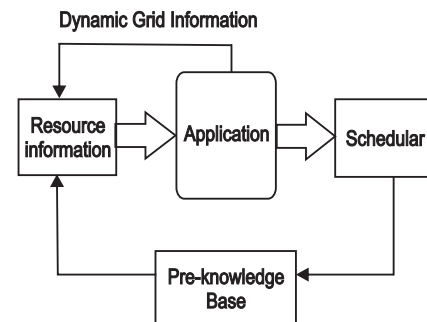 Dynamic Grid Information
Resource
information
Application
Schedular
Pre-knowledge
Base